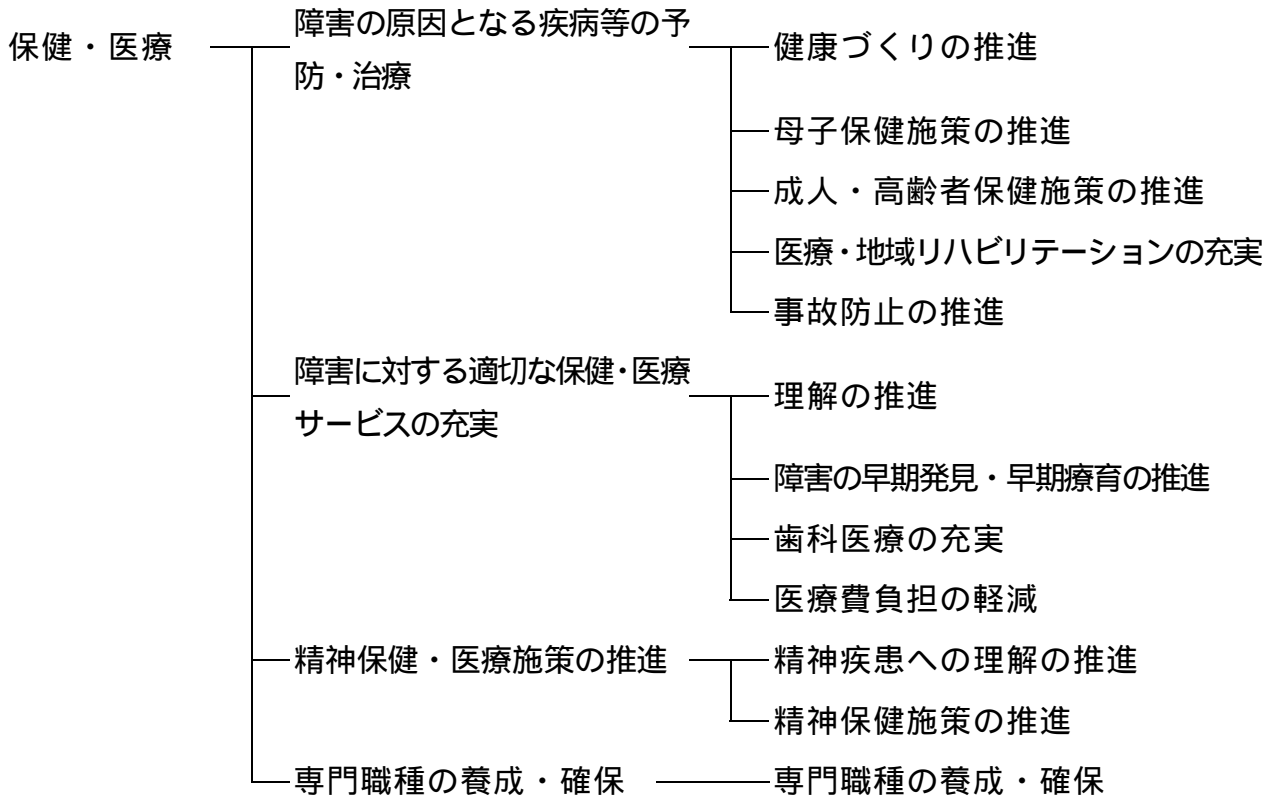 保健・医療
障害の原因となる疾病等の予
防・治療
健康づくりの推進
母子保健施策の推進
成人・高齢者保健施策の推進
医療・地域リハビリテーションの充実
事故防止の推進
障害に対する適切な保健・医療
サービスの充実
理解の推進
障害の早期発見・早期療育の推進
歯科医療の充実
医療費負担の軽減
精神保健・医療施策の推進
精神疾患への理解の推進
精神保健施策の推進
専門職種の養成・確保
専門職種の養成・確保